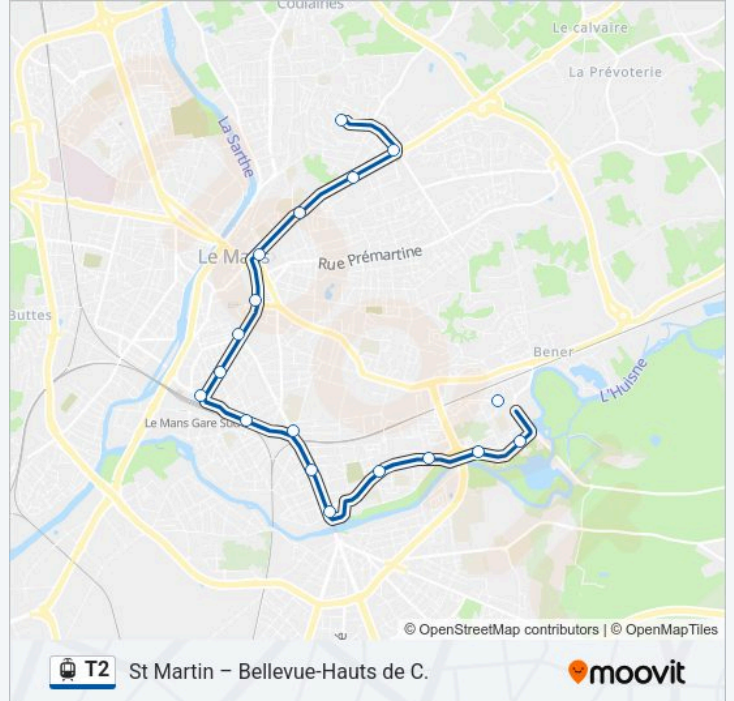 Coulaines
Le calvaire
La Prévoterie
La Sarthe
Le Mans
Rue Prémartine
Buttes
Bener
L'Huisne
Le Mans Gare Sud
© OpenStreetMap contributors | © OpenMapTiles
T2 St Martin – Bellevue-Hauts de C.
moovit